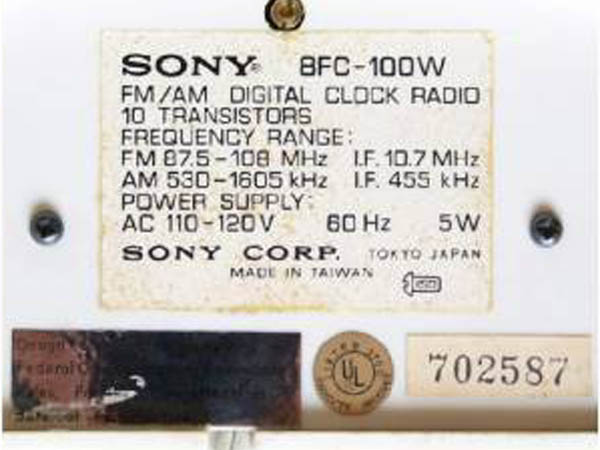 SONY® 8FC-100W
FM/AM DIGITAL CLOCK RADIO
10 TRANSISTORS
FREQUENCY RANGE:
FM 87.5-108 MHz I.F. 10.7 MHz
AM 530-1605 kHz I.F. 455 kHz
POWER SUPPLY:
AC 110-120V 60 Hz 5W
SONY CORP. TOKYO JAPAN
MADE IN TAIWAN
Federal
UL
702587